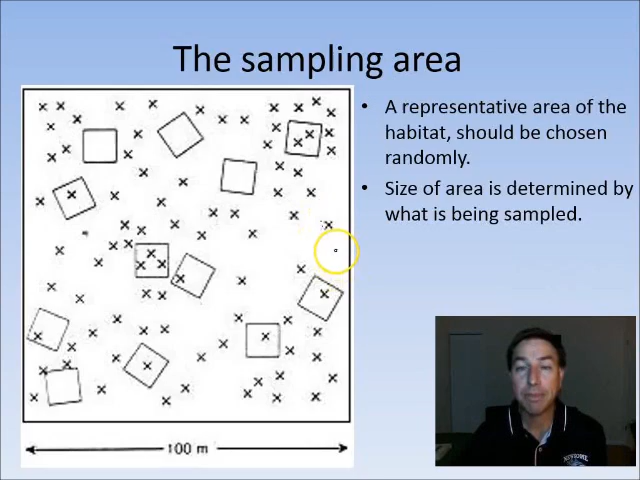 The sampling area
• A representative area of the
habitat, should be chosen
randomly.
• Size of area is determined by
what is being sampled.
100 m
NEWSOME